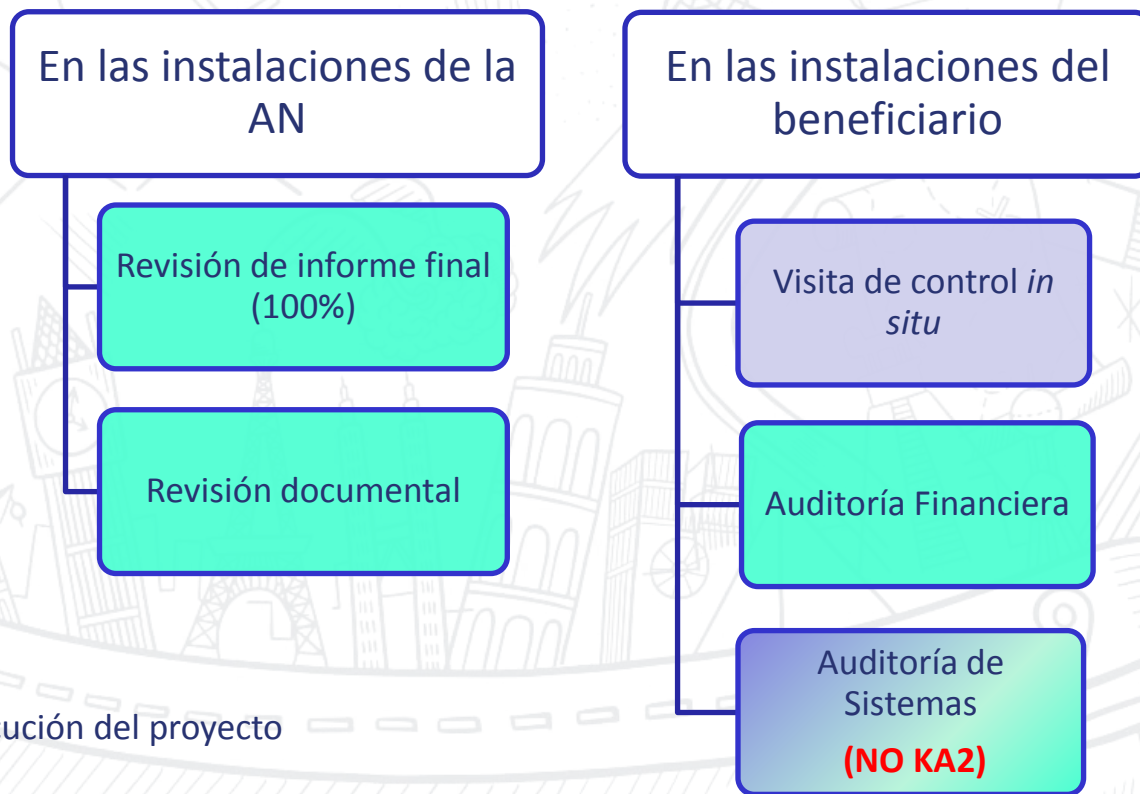 En las instalaciones de la
AN
Revisión de informe final
(100%)
Revisión documental
En las instalaciones del
beneficiario
Visita de control in
situ
Auditoría Financiera
Auditoría de
Sistemas
(NO KA2)
del proyecto